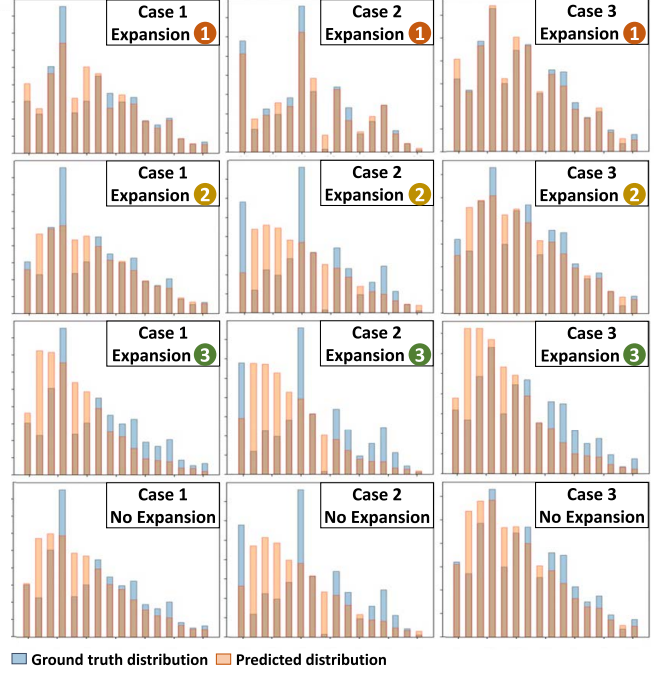 Case 1
Expansion 1
Case 2
Expansion 1
Case 3
Expansion 1
Case 1
Expansion 2
Case 2
Expansion 2
Case 3
Expansion 2
Case 1
Expansion 3
Case 2
Expansion 3
Case 3
Expansion 3
Case 1
No Expansion
Case 2
No Expansion
Case 3
No Expansion
Ground truth distribution
Predicted distribution